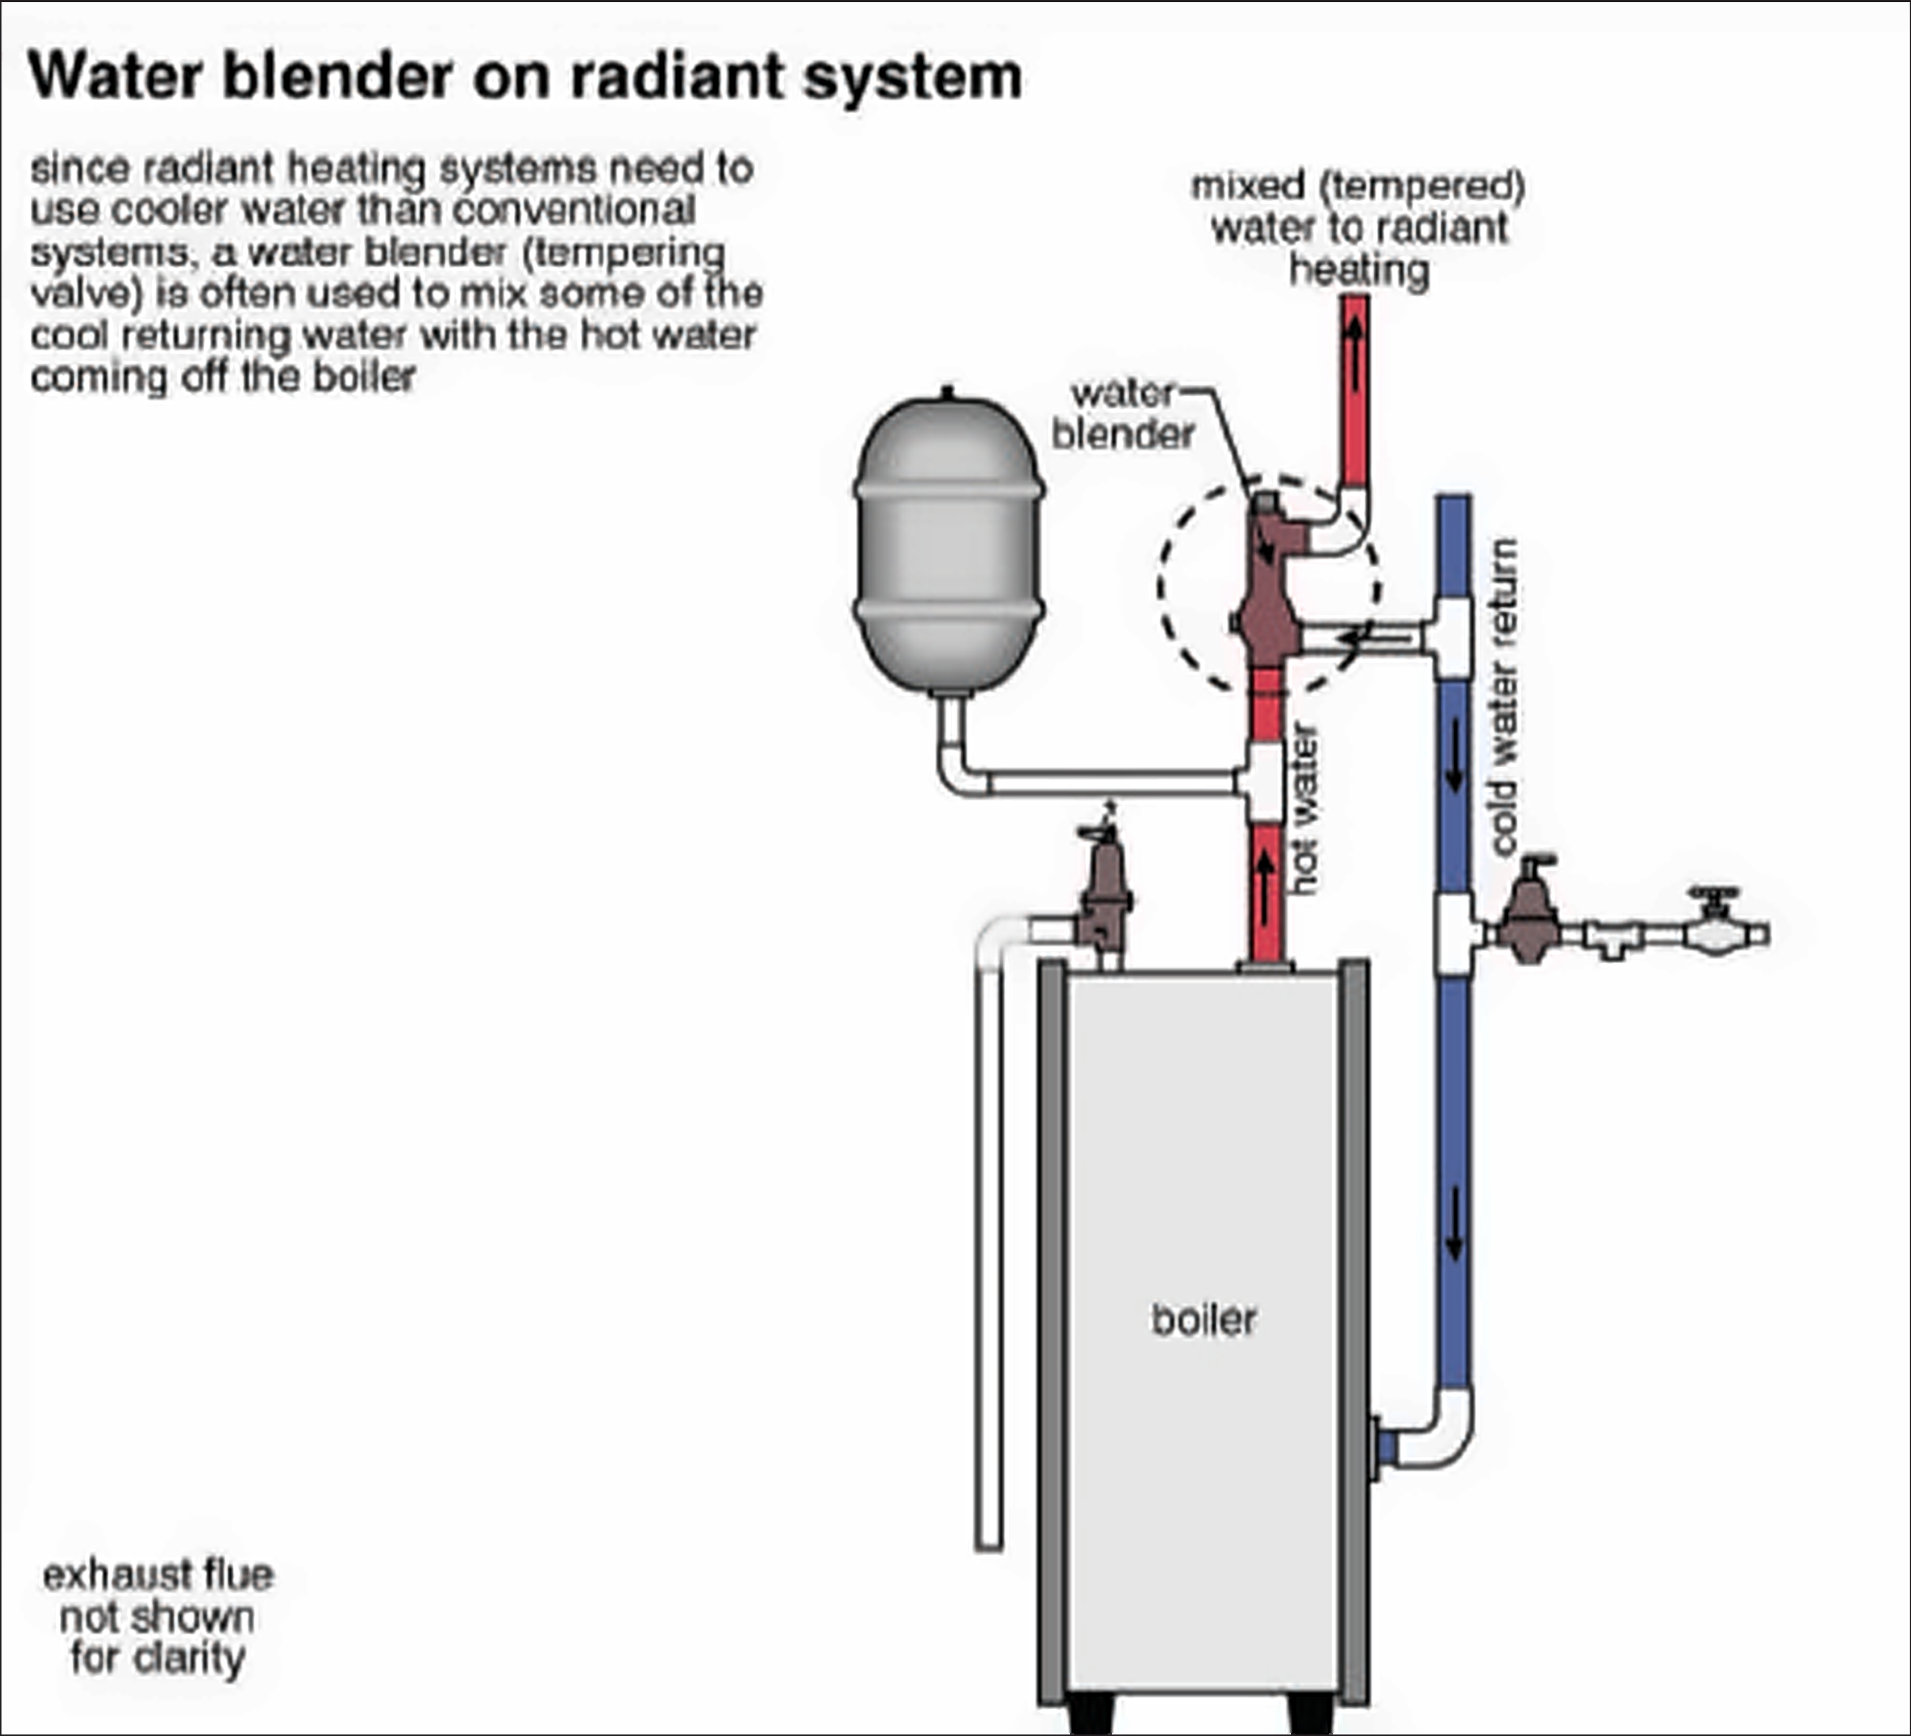 Water blender on radiant system
since radiant heating systems need to
use cooler water than conventional
systems, a water blender (tempering
valve) is often used to mix some of the
cool returning water with the hot water
coming off the boiler
mixed (tempered)
water to radiant
heating
water
blender
cold water return
hot water
boiler
exhaust flue
not shown
for clarity